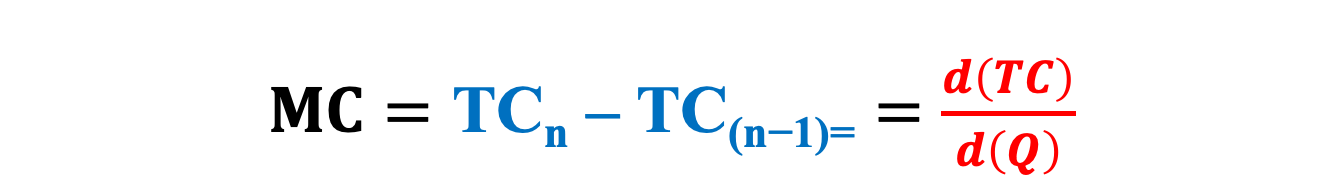 MC = TCₙ – TC₍ₙ₋₁₎₌ = d(TC)/d(Q)